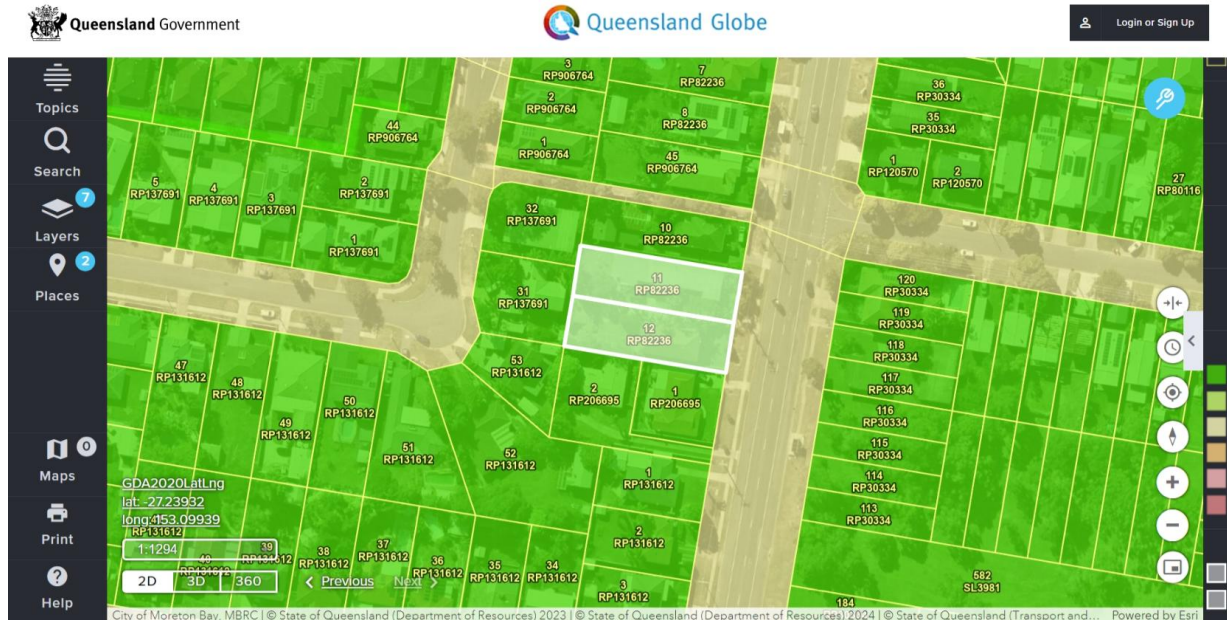 Queensland Government
Queensland Globe
Login or Sign Up
Topics
Search
7
Layers
2
Places
0
Maps
Print
Help
3
RP906764
7
RP82236
2
RP906764
8
RP82236
36
RP30334
35
RP30334
44
RP906764
1
RP906764
45
RP906764
1
RP120570
2
RP120570
27
RP80116
5
RP137691
4
RP137691
3
RP137691
2
RP137691
32
RP137691
10
RP82236
1
RP137691
11
RP82236
31
RP137691
12
RP82236
120
RP30334
119
RP30334
118
RP30334
117
RP30334
116
RP30334
115
RP30334
114
RP30334
113
RP30334
47
RP131612
48
RP131612
49
RP131612
50
RP131612
51
RP131612
52
RP131612
53
RP131612
2
RP206695
1
RP206695
1
RP131612
2
RP131612
3
RP131612
GDA2020LatLng
lat: -27.23932
long: 153.09939
RP131612
1:1294
39
38
RP131612
37
RP131612
36
RP131612
35
RP131612
34
RP131612
582
SL3981
184
2D 3D 360
Previous Next
City of Moreton Bay, MBRC | © State of Queensland (Department of Resources) 2023 | © State of Queensland (Department of Resources) 2024 | © State of Queensland (Transport and... Powered by Esri